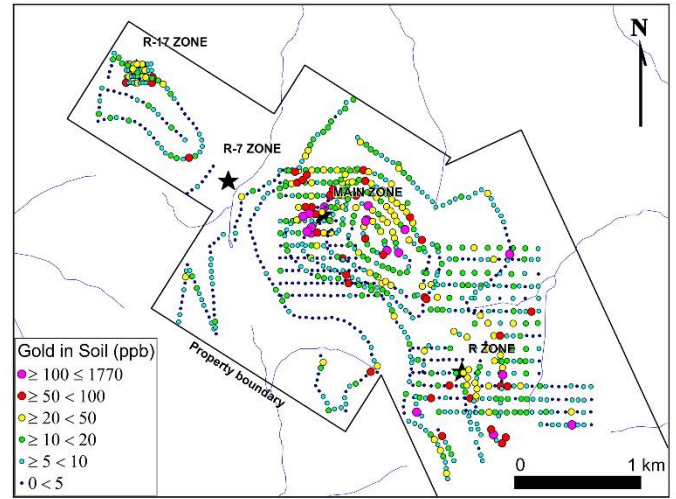 R-17 ZONE
N
R-7 ZONE
MAIN ZONE
R ZONE
Property boundary
Gold in Soil (ppb)
≥ 100 ≤ 1770
≥ 50 < 100
≥ 20 < 50
≥ 10 < 20
≥ 5 < 10
0 < 5
0 1 km